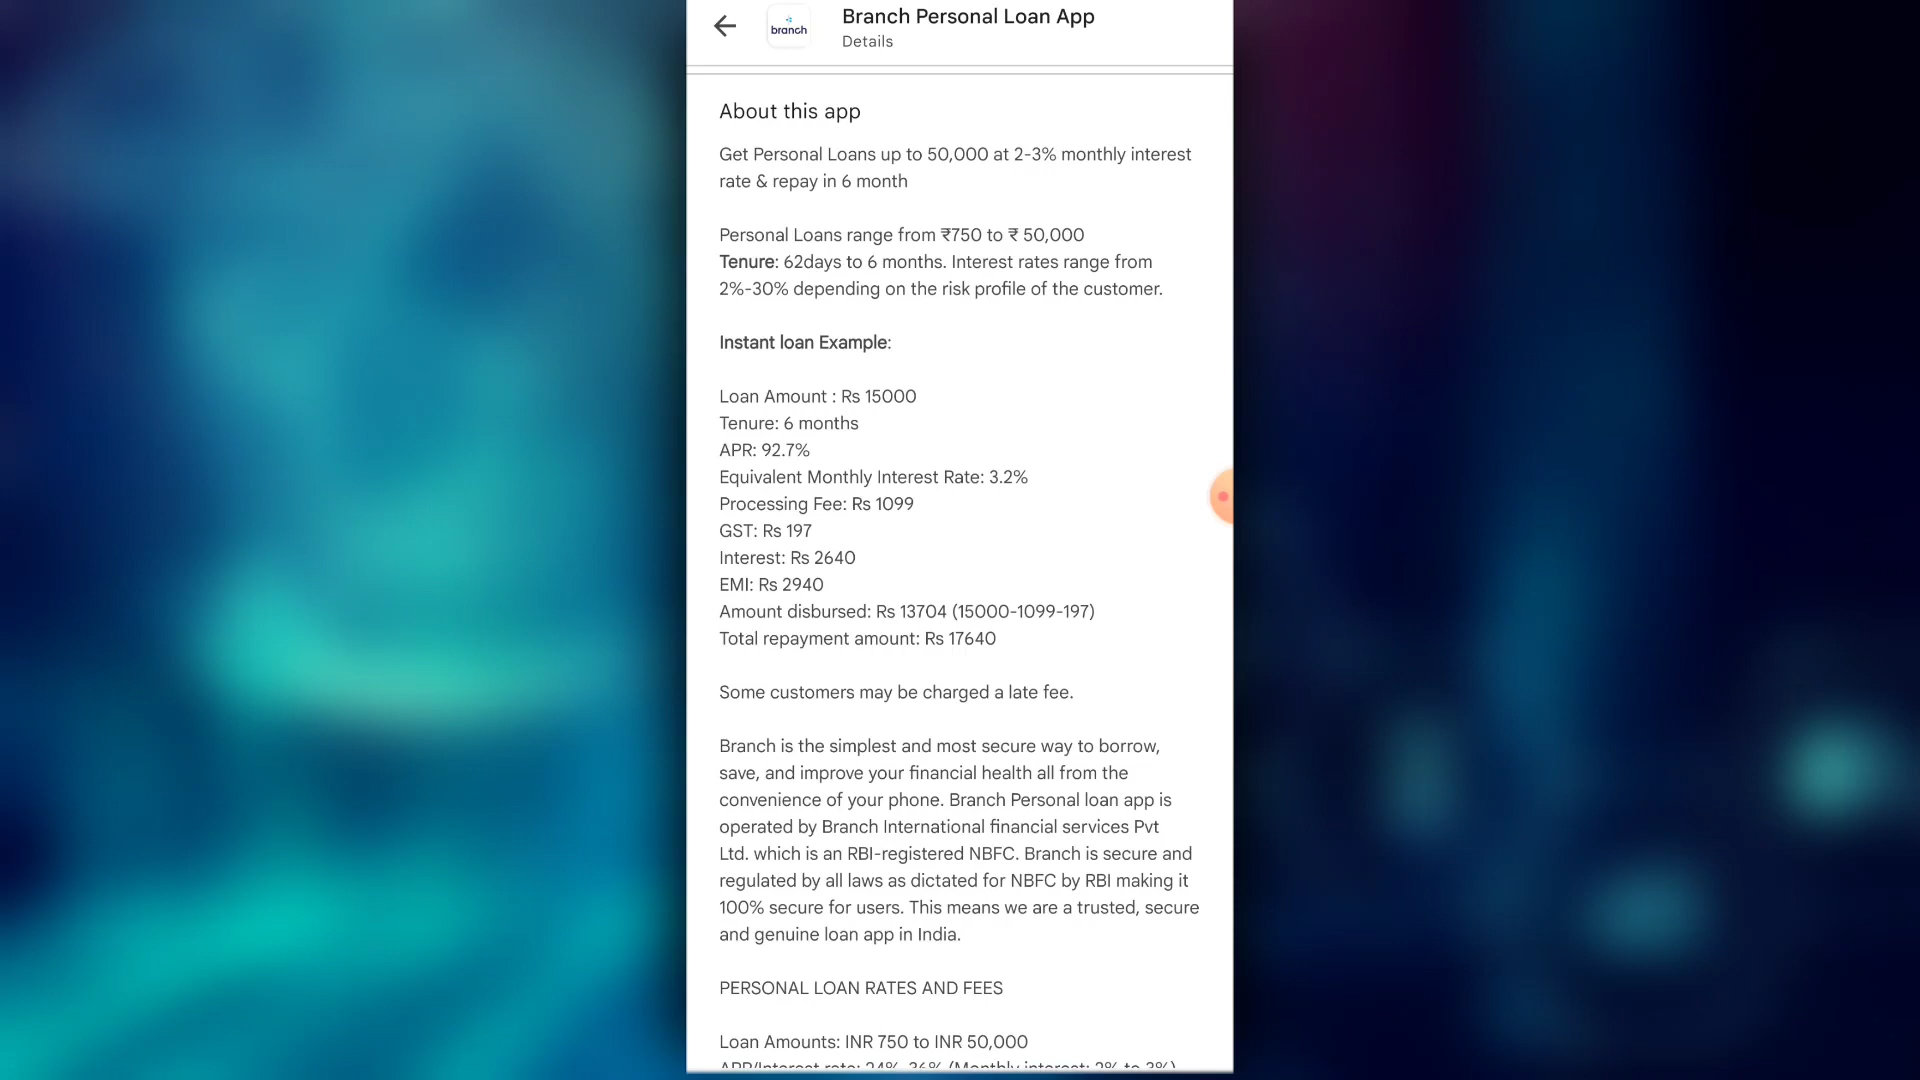 branch
Branch Personal Loan App
Details
About this app
Get Personal Loans up to 50,000 at 2-3% monthly interest
rate & repay in 6 month
Personal Loans range from ₹750 to ₹ 50,000
Tenure: 62days to 6 months. Interest rates range from
2%-30% depending on the risk profile of the customer.
Instant loan Example:
Loan Amount : Rs 15000
Tenure: 6 months
APR: 92.7%
Equivalent Monthly Interest Rate: 3.2%
Processing Fee: Rs 1099
GST: Rs 197
Interest: Rs 2640
EMI: Rs 2940
Amount disbursed: Rs 13704 (15000-1099-197)
Total repayment amount: Rs 17640
Some customers may be charged a late fee.
Branch is the simplest and most secure way to borrow,
save, and improve your financial health all from the
convenience of your phone. Branch Personal loan app is
operated by Branch International financial services Pvt
Ltd. which is an RBI-registered NBFC. Branch is secure and
regulated by all laws as dictated for NBFC by RBI making it
100% secure for users. This means we are a trusted, secure
and genuine loan app in India.
PERSONAL LOAN RATES AND FEES
Loan Amounts: INR 750 to INR 50,000
APR/Interest rate: 24%-36% (Monthly interest: 2% to 3%)